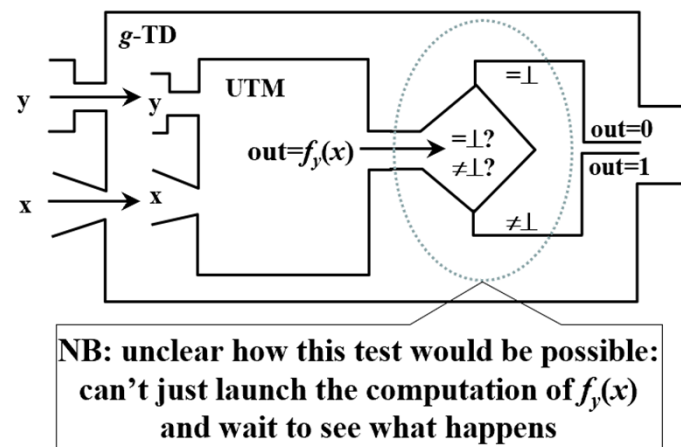 g-TD
y
y
UTM
=⊥
out=fy(x)
=⊥?
≠⊥?
out=0
out=1
x
x
≠⊥
NB: unclear how this test would be possible:
can't just launch the computation of fy(x)
and wait to see what happens